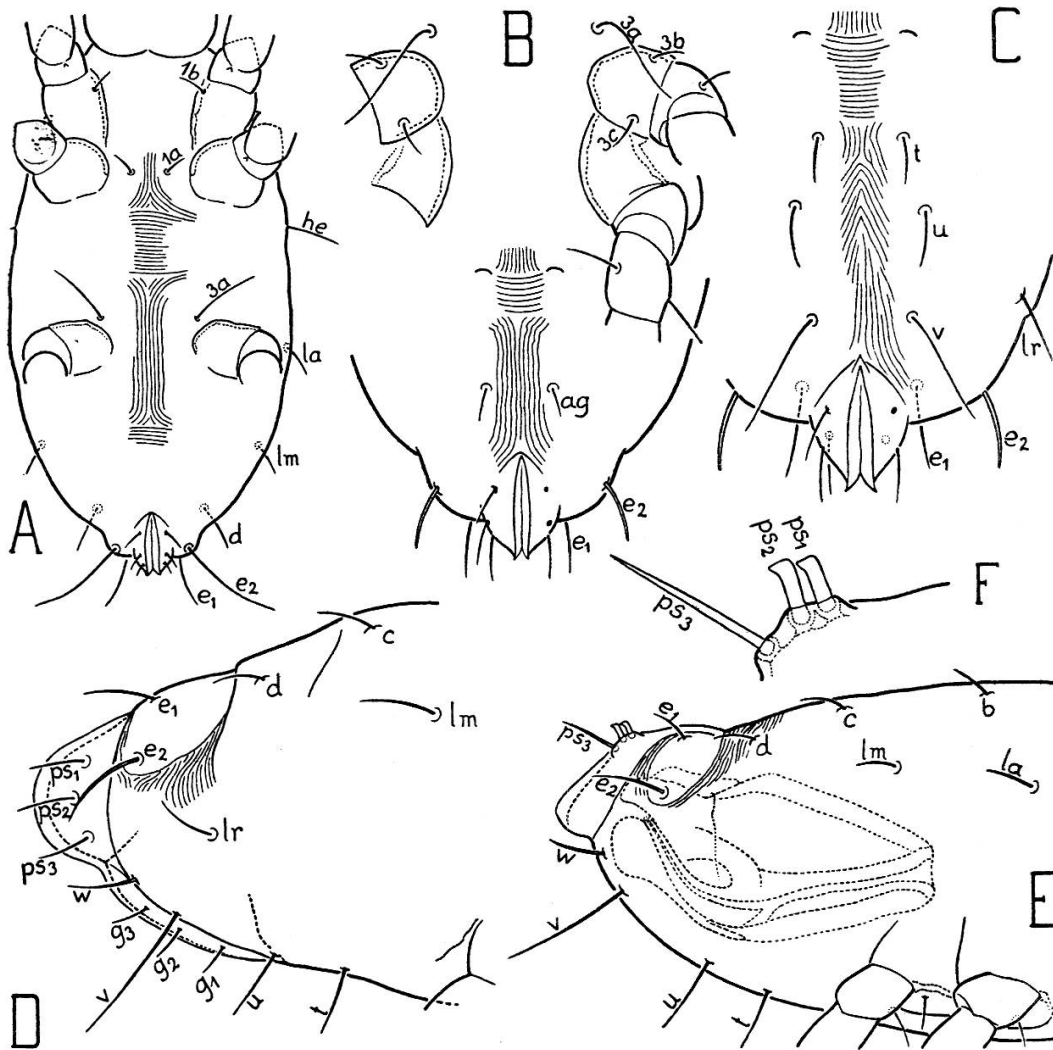 A
1b
1a
he
3a
la
lm
d
e1
e2
B
3a
3b
3c
ag
e2
e1
C
t
u
v
lr
e1
e2
D
c
d
e1
lm
e2
ps1
ps2
lr
ps3
w
g3
g2
g1
v
u
t
F
ps2
ps1
ps3
E
b
c
e1
d
ps3
lm
la
e2
w
v
u
t